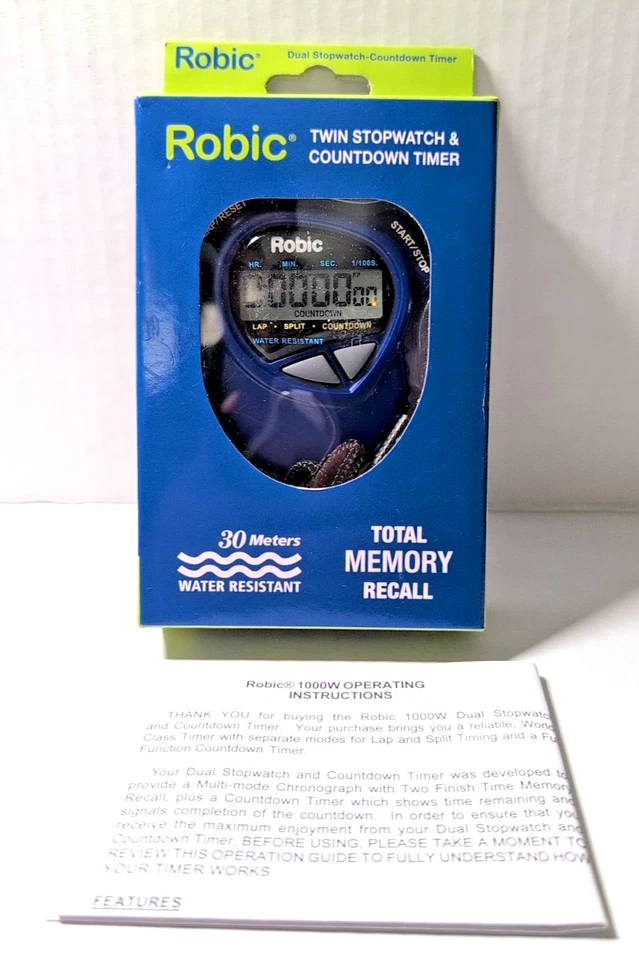 Robic® Dual Stopwatch-Countdown Timer
Robic® TWIN STOPWATCH &
COUNTDOWN TIMER
P/RESET
START/STOP
Robic
HR. MIN. SEC. 1/100S.
COUNTDOWN
LAP • SPLIT • COUNTDOWN
WATER RESISTANT
30 Meters
WATER RESISTANT
TOTAL
MEMORY
RECALL
Robic® 1000W OPERATING
INSTRUCTIONS
THANK YOU for buying the Robic 1000W Dual Stopwatc
and Countdown Timer. Your purchase brings you a reliable, World
Class Timer with separate modes for Lap and Split Timing and a Fu
Function Countdown Timer.
Your Dual Stopwatch and Countdown Timer was developed to
provide a Multi-mode Chronograph with Two Finish Time Memory
Recall, plus a Countdown Timer which shows time remaining and
signals completion of the countdown. In order to ensure that you
receive the maximum enjoyment from your Dual Stopwatch and
Countdown Timer, BEFORE USING, PLEASE TAKE A MOMENT TO
REVIEW THIS OPERATION GUIDE TO FULLY UNDERSTAND HOW
YOUR TIMER WORKS
FEATURES